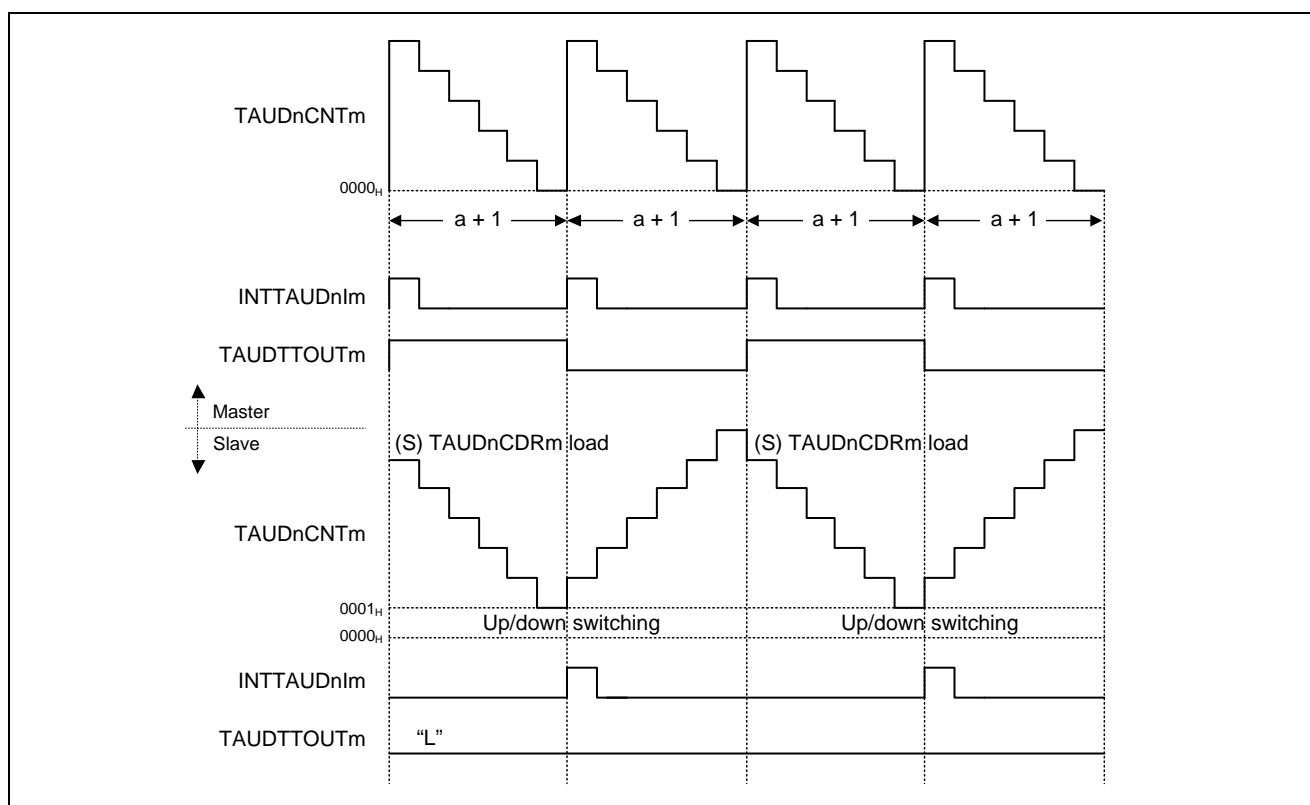 TAUDnCNTm
0000H
a + 1
a + 1
a + 1
a + 1
INTTAUDnIm
TAUDTTOUTm
Master
Slave
(S) TAUDnCDRm load
(S) TAUDnCDRm load
TAUDnCNTm
0001H
Up/down switching
Up/down switching
0000H
INTTAUDnIm
TAUDTTOUTm
“L”